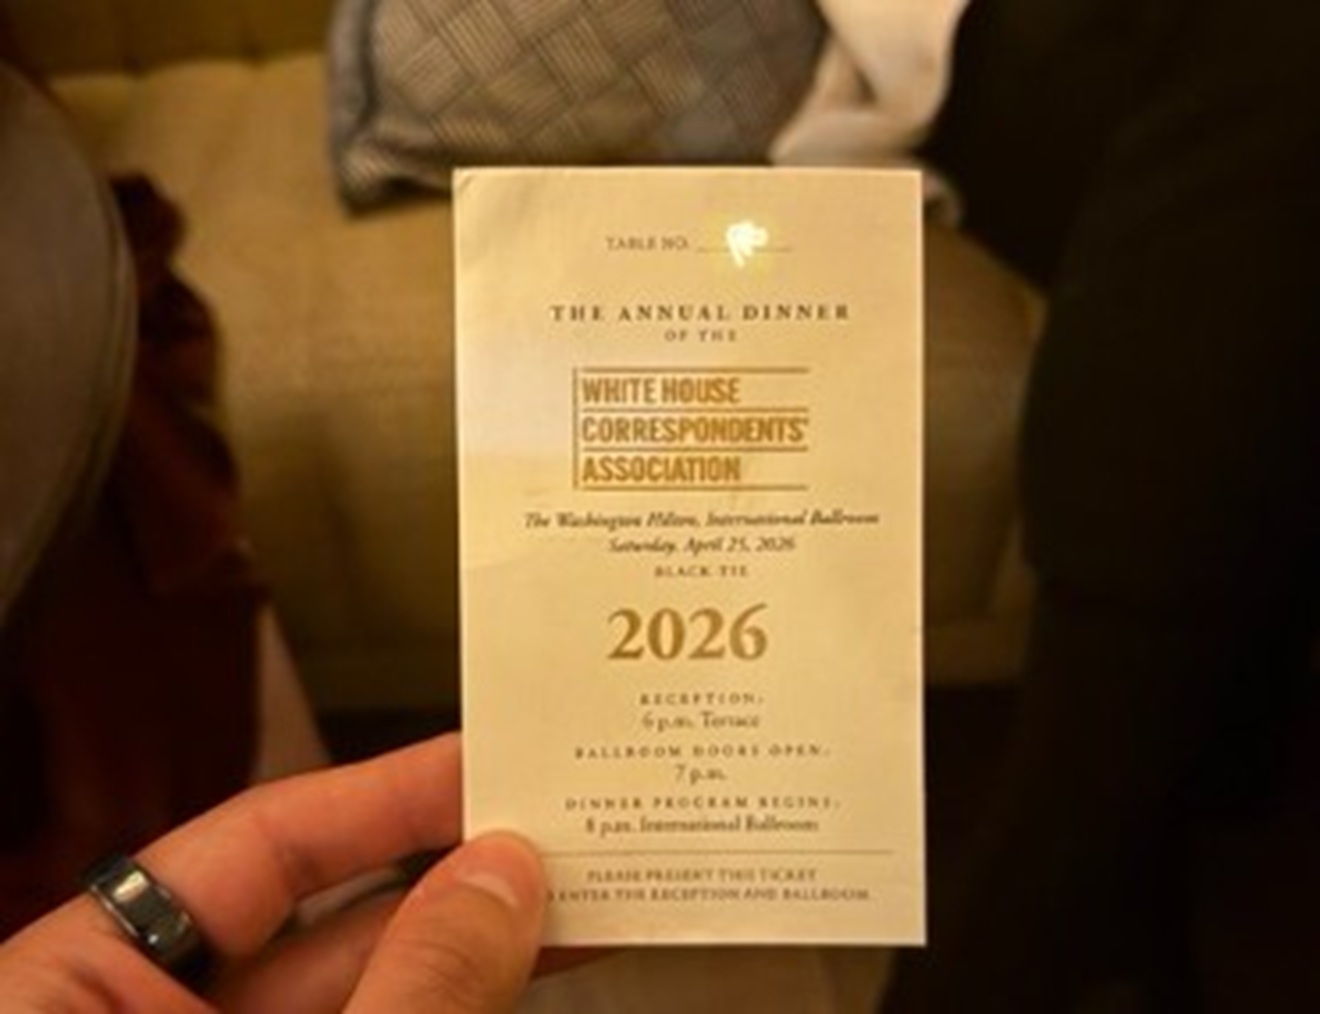 TABLE NO.
THE ANNUAL DINNER
OF THE
WHITE HOUSE
CORRESPONDENTS'
ASSOCIATION
The Washington Hilton, International Ballroom
Saturday, April 25, 2026
BLACK TIE
2026
RECEPTION:
6 p.m. Terrace
BALLROOM DOORS OPEN:
7 p.m.
DINNER PROGRAM BEGINS:
8 p.m. International Ballroom
PLEASE PRESENT THIS TICKET
ENTER THE RECEPTION AND BALLROOM